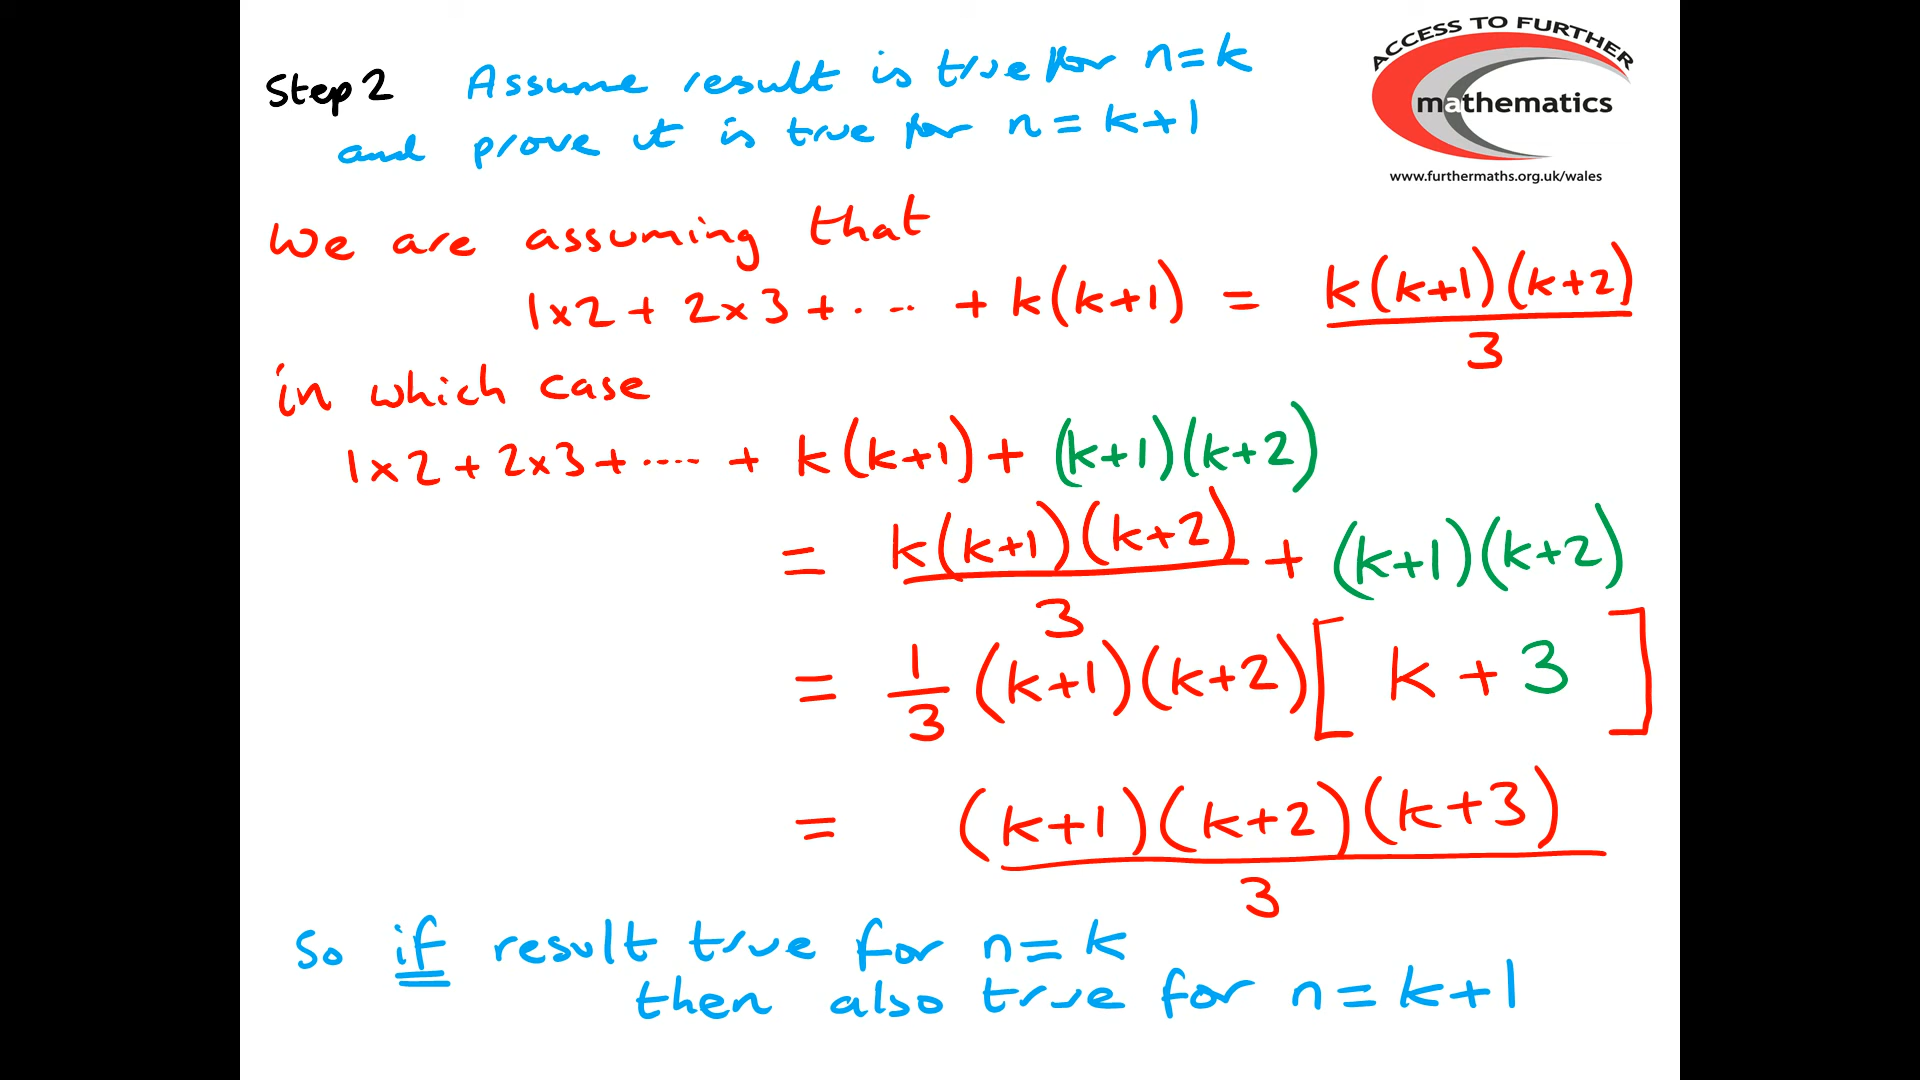 ACCESS TO FURTHER
mathematics
www.furthermaths.org.uk/wales
Step 2 Assume result is true for n=k
and prove it is true for n=k+1
We are assuming that
1×2 + 2×3 + .... + k(k+1) = k(k+1)(k+2)/3
in which case
1×2 + 2×3 + ..... + k(k+1) + (k+1)(k+2)
= k(k+1)(k+2)/3 + (k+1)(k+2)
= 1/3 (k+1)(k+2)[k+3]
= (k+1)(k+2)(k+3)/3
So if result true for n=k
then also true for n=k+1